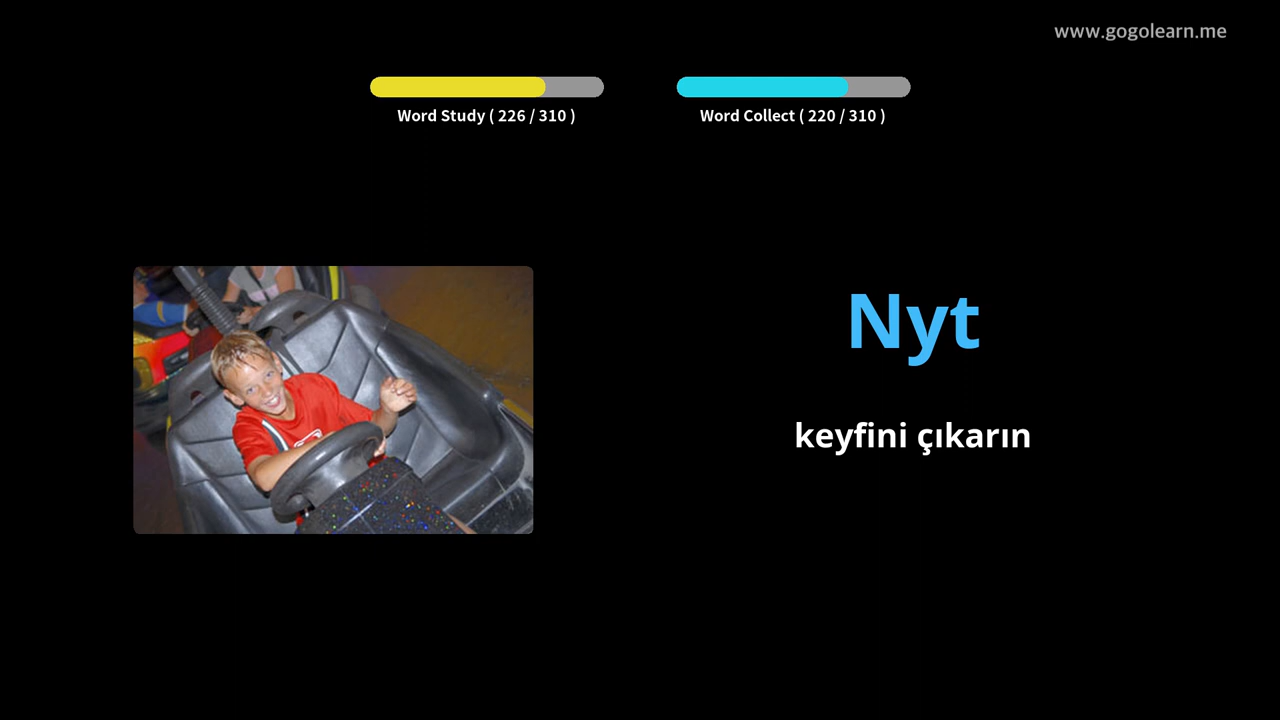 www.gogolearn.me
Word Study ( 226 / 310 )
Word Collect ( 220 / 310 )
Nyt
keyfini çıkarın